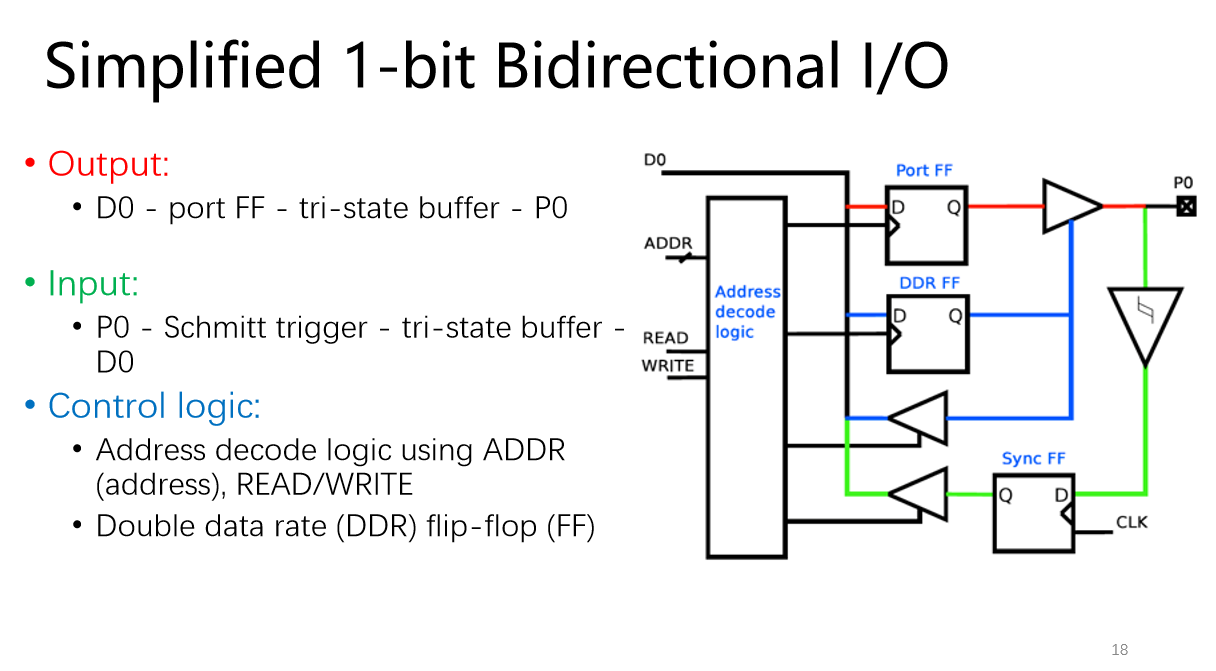 Simplified 1-bit Bidirectional I/O
• Output:
• D0 - port FF - tri-state buffer - P0
• Input:
• P0 - Schmitt trigger - tri-state buffer -
D0
• Control logic:
• Address decode logic using ADDR
(address), READ/WRITE
• Double data rate (DDR) flip-flop (FF)
D0
Port FF
P0
D
Q
ADDR
DDR FF
Address
decode
logic
D
Q
READ
WRITE
Sync FF
Q
D
CLK
18